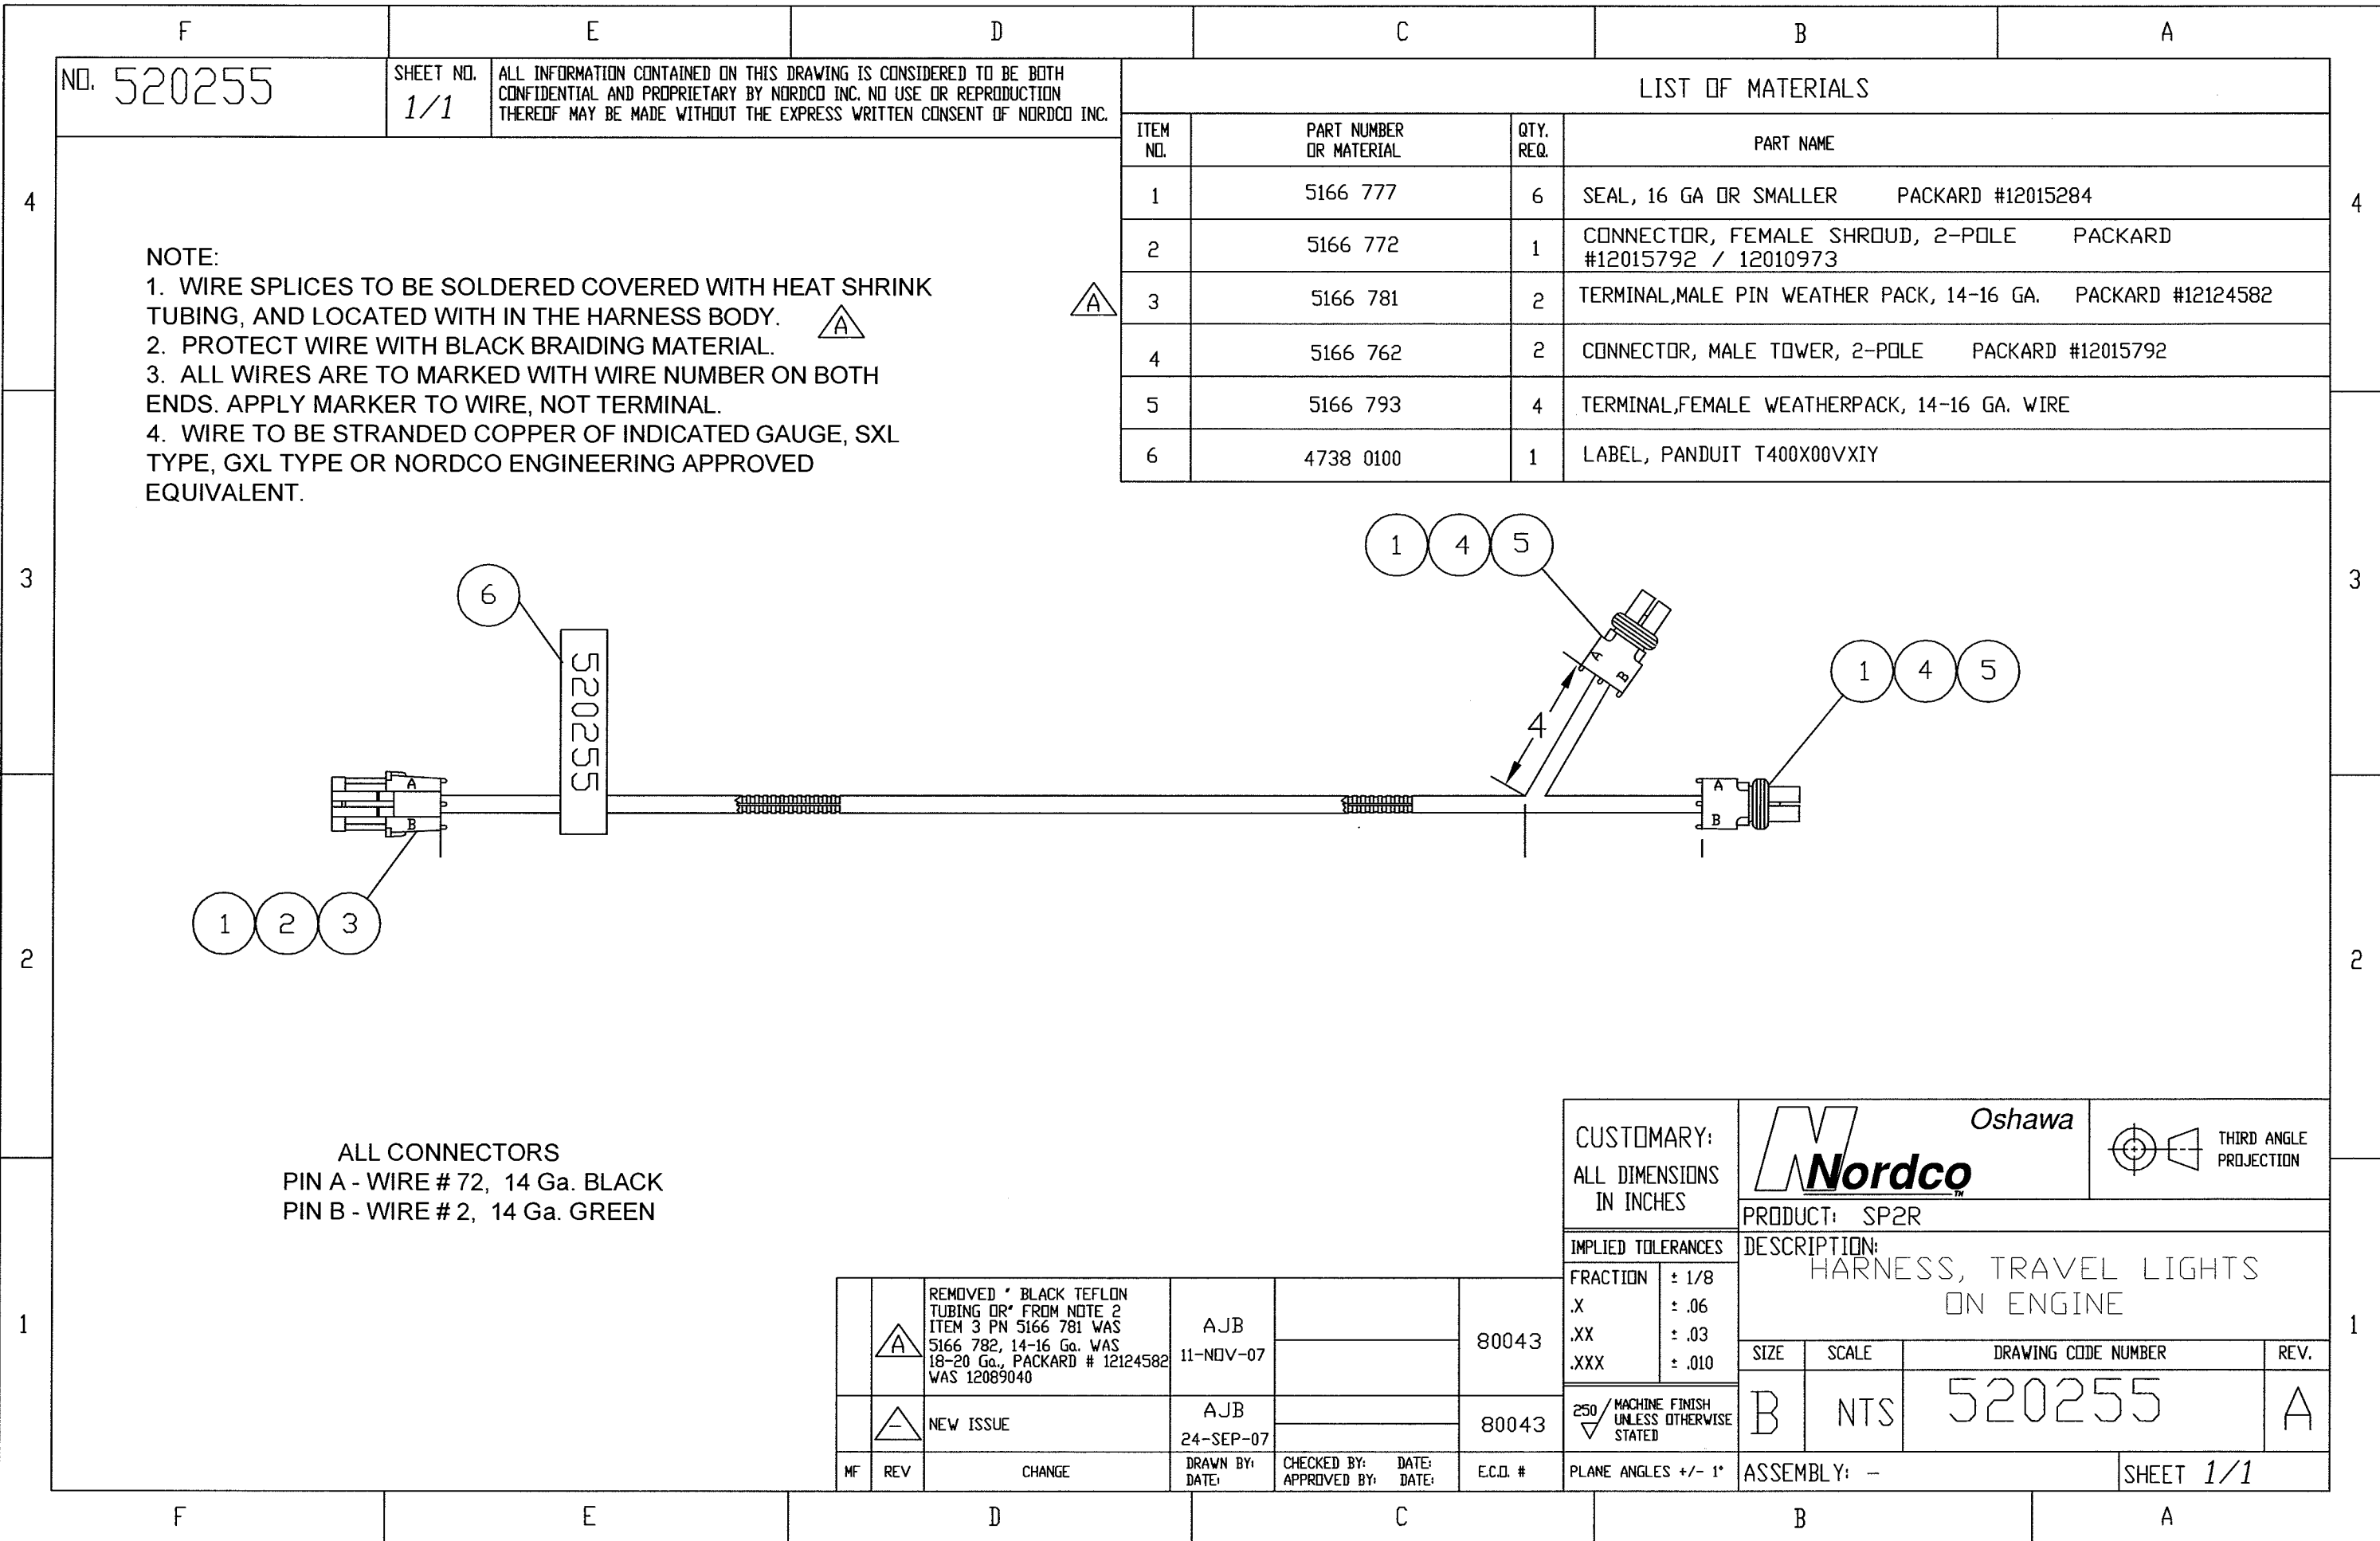 F E D C B A
NO. 520255
SHEET NO.
1/1
ALL INFORMATION CONTAINED ON THIS DRAWING IS CONSIDERED TO BE BOTH
CONFIDENTIAL AND PROPRIETARY BY NORDCO INC. NO USE OR REPRODUCTION
THEREOF MAY BE MADE WITHOUT THE EXPRESS WRITTEN CONSENT OF NORDCO INC.
LIST OF MATERIALS
ITEM NO. PART NUMBER OR MATERIAL QTY. REQ. PART NAME
1 5166 777 6 SEAL, 16 GA OR SMALLER PACKARD #12015284
2 5166 772 1 CONNECTOR, FEMALE SHROUD, 2-POLE PACKARD
#12015792 / 12010973
A 3 5166 781 2 TERMINAL,MALE PIN WEATHER PACK, 14-16 GA. PACKARD #12124582
4 5166 762 2 CONNECTOR, MALE TOWER, 2-POLE PACKARD #12015792
5 5166 793 4 TERMINAL,FEMALE WEATHERPACK, 14-16 GA. WIRE
6 4738 0100 1 LABEL, PANDUIT T400X00VXIY
4 4
NOTE:
1. WIRE SPLICES TO BE SOLDERED COVERED WITH HEAT SHRINK
TUBING, AND LOCATED WITH IN THE HARNESS BODY. A
2. PROTECT WIRE WITH BLACK BRAIDING MATERIAL.
3. ALL WIRES ARE TO MARKED WITH WIRE NUMBER ON BOTH
ENDS. APPLY MARKER TO WIRE, NOT TERMINAL.
4. WIRE TO BE STRANDED COPPER OF INDICATED GAUGE, SXL
TYPE, GXL TYPE OR NORDCO ENGINEERING APPROVED
EQUIVALENT.
1 4 5
3 3
6
520255
A
B
4
1 4 5
A
B
A
B
1 2 3
2 2
ALL CONNECTORS
PIN A - WIRE # 72, 14 Ga. BLACK
PIN B - WIRE # 2, 14 Ga. GREEN
CUSTOMARY:
ALL DIMENSIONS
IN INCHES
Nordco TM
Oshawa
THIRD ANGLE
PROJECTION
PRODUCT: SP2R
IMPLIED TOLERANCES
FRACTION ± 1/8
.X ± .06
.XX ± .03
.XXX ± .010
DESCRIPTION:
HARNESS, TRAVEL LIGHTS
ON ENGINE
1 1
A
REMOVED " BLACK TEFLON
TUBING OR" FROM NOTE 2
ITEM 3 PN 5166 781 WAS
5166 782, 14-16 Ga. WAS
18-20 Ga., PACKARD # 12124582
WAS 12089040
AJB
11-NOV-07
80043
SIZE SCALE DRAWING CODE NUMBER REV.
B NTS 520255 A
250 MACHINE FINISH
UNLESS OTHERWISE
STATED
- NEW ISSUE
AJB
24-SEP-07
80043
MF REV CHANGE
DRAWN BY:
DATE:
CHECKED BY: DATE:
APPROVED BY: DATE:
E.C.O. #
PLANE ANGLES +/- 1°
ASSEMBLY: -
SHEET 1/1
F E D C B A